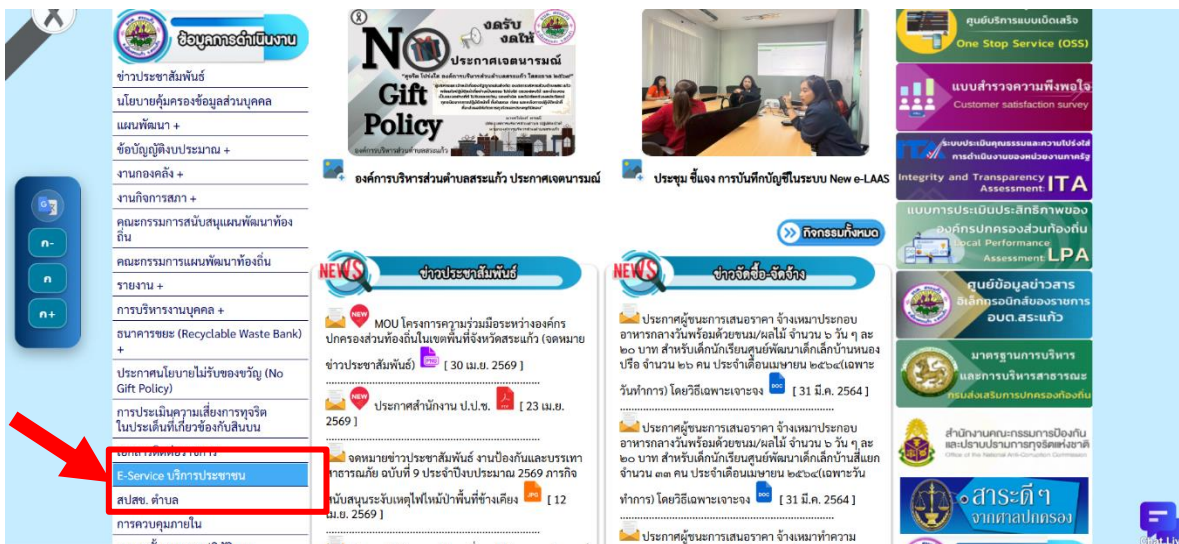 ข้อมูลการดำเนินงาน
ข่าวประชาสัมพันธ์
นโยบายคุ้มครองข้อมูลส่วนบุคคล
แผนพัฒนา +
ข้อบัญญัติงบประมาณ +
งานกองคลัง +
งานกิจการสภา +
คณะกรรมการสนับสนุแผนพัฒนาท้อง
ถิ่น
คณะกรรมการแผนพัฒนาท้องถิ่น
รายงาน +
การบริหารงานบุคคล +
ธนาคารขยะ (Recyclable Waste Bank)
+
ประกาศนโยบายไม่รับของขวัญ (No
Gift Policy)
การประเมินความเสี่ยงการทุจริต
ในประเด็นที่เกี่ยวข้องกับสินบน
E-Service บริการประชาชน
สปสช. ตำบล
การควบคุมภายใน
ก-
ก
ก+
NO
งดรับ
งดให้
ประกาศเจตนารมณ์
Gift
Policy
องค์การบริหารส่วนตำบลสระแก้ว
องค์การบริหารส่วนตำบลสระแก้ว ประกาศเจตนารมณ์
ประชุม ชี้แจง การบันทึกบัญชีในระบบ New e-LAAS
กิจกรรมทั้งหมด
NEWS ข่าวประชาสัมพันธ์
NEW MOU โครงการความร่วมมือระหว่างองค์กร
ปกครองส่วนท้องถิ่นในเขตพื้นที่จังหวัดสระแก้ว (จดหมาย
ข่าวประชาสัมพันธ์) [ 30 เม.ย. 2569 ]
NEW ประกาศสำนักงาน ป.ป.ช. [ 23 เม.ย.
2569 ]
จดหมายข่าวประชาสัมพันธ์ งานป้องกันและบรรเทา
สาธารณภัย ฉบับที่ 9 ประจำปีงบประมาณ 2569 ภารกิจ
สนับสนุนระงับเหตุไฟไหม้ป่าพื้นที่ข้างเคียง JPG [ 12
เม.ย. 2569 ]
NEWS ข่าวจัดซื้อ-จัดจ้าง
ประกาศผู้ชนะการเสนอราคา จ้างเหมาประกอบ
อาหารกลางวันพร้อมด้วยขนม/ผลไม้ จำนวน ๖ วัน ๆ ละ
๒๐ บาท สำหรับเด็กนักเรียนศูนย์พัฒนาเด็กเล็กบ้านหนอง
ปรือ จำนวน ๒๖ คน ประจำเดือนเมษายน ๒๕๖๔(เฉพาะ
วันทำการ) โดยวิธีเฉพาะเจาะจง DOC [ 31 มี.ค. 2564 ]
ประกาศผู้ชนะการเสนอราคา จ้างเหมาประกอบ
อาหารกลางวันพร้อมด้วยขนม/ผลไม้ จำนวน ๖ วัน ๆ ละ
๒๐ บาท สำหรับเด็กนักเรียนศูนย์พัฒนาเด็กเล็กบ้านสี่แยก
จำนวน ๓๓ คน ประจำเดือนเมษายน ๒๕๖๔(เฉพาะวัน
ทำการ) โดยวิธีเฉพาะเจาะจง DOC [ 31 มี.ค. 2564 ]
ประกาศผู้ชนะการเสนอราคา จ้างเหมาทำความ
ศูนย์บริการแบบเบ็ดเสร็จ
One Stop Service (OSS)
แบบสำรวจความพึงพอใจ
Customer satisfaction survey
ระบบประเมินคุณธรรมและความโปร่งใส
การดำเนินงานของหน่วยงานภาครัฐ
Integrity and Transparency
Assessment ITA
แบบการประเมินประสิทธิภาพของ
องค์กรปกครองส่วนท้องถิ่น
Local Performance
Assessment LPA
ศูนย์ข้อมูลข่าวสาร
อิเล็กทรอนิกส์ของราชการ
อบต.สระแก้ว
มาตรฐานการบริหาร
และการบริหารสาธารณะ
กรมส่งเสริมการปกครองท้องถิ่น
สำนักงานคณะกรรมการป้องกัน
และปราบปรามการทุจริตแห่งชาติ
Office of the National Anti-Corruption Commission
สาระดี ๆ
จากศาลปกครอง
Chat Live